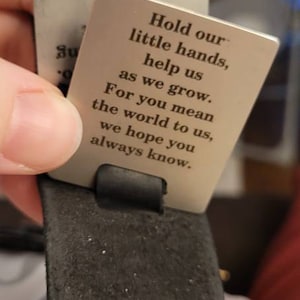 Hold our
little hands,
help us
as we grow.
For you mean
the world to us,
we hope you
always know.